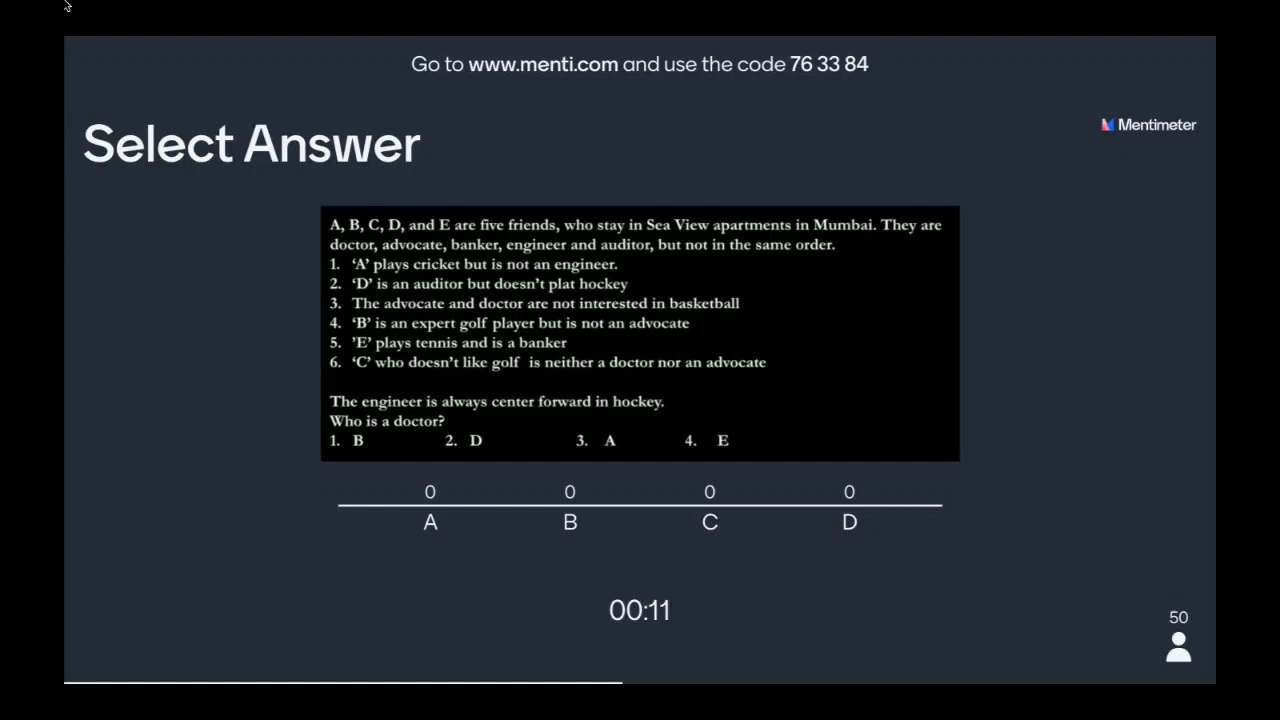 Go to www.menti.com and use the code 76 33 84
Select Answer
Mentimeter
A, B, C, D, and E are five friends, who stay in Sea View apartments in Mumbai. They are
doctor, advocate, banker, engineer and auditor, but not in the same order.
1. ‘A’ plays cricket but is not an engineer.
2. ‘D’ is an auditor but doesn’t plat hockey
3. The advocate and doctor are not interested in basketball
4. ‘B’ is an expert golf player but is not an advocate
5. ’E’ plays tennis and is a banker
6. ‘C’ who doesn’t like golf is neither a doctor nor an advocate
The engineer is always center forward in hockey.
Who is a doctor?
1. B 2. D 3. A 4. E
0 0 0 0
A B C D
00:11
50